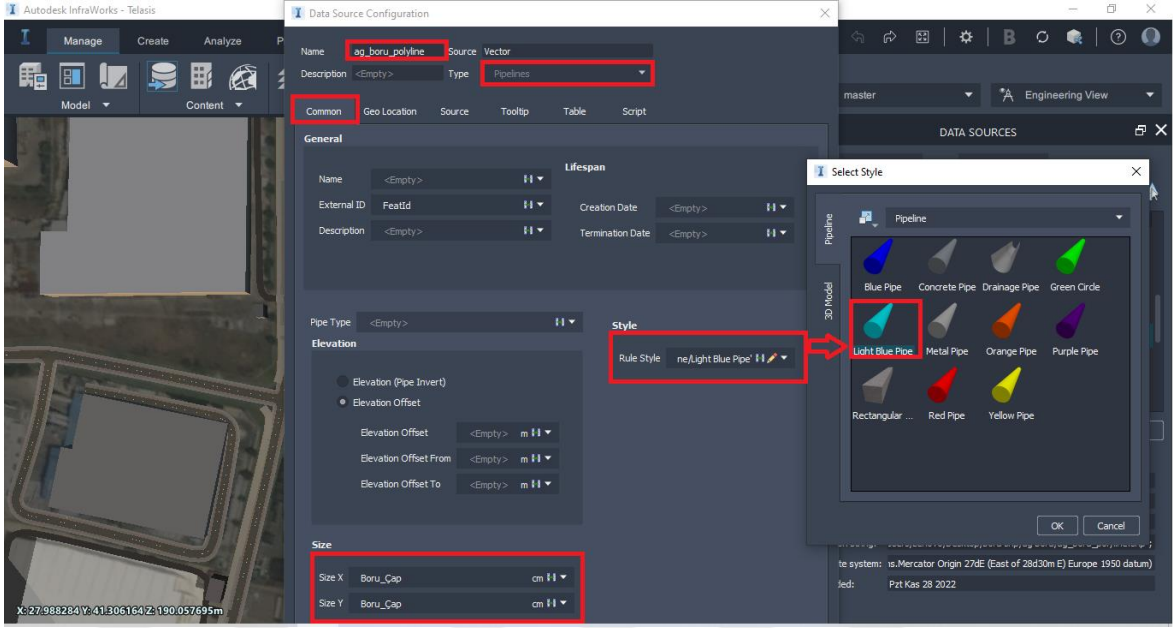 Autodesk InfraWorks - Telasis
Manage Create Analyze P
Model Content
X: 27.988284 Y: 41.306164 Z: 190.057695m
Data Source Configuration
Name ag_boru_polyline Source Vector
Description <Empty> Type Pipelines
Common Geo Location Source Tooltip Table Script
General
Name <Empty>
External ID FeatId
Description <Empty>
Lifespan
Creation Date <Empty>
Termination Date <Empty>
Pipe Type <Empty>
Elevation
Elevation (Pipe Invert)
Elevation Offset
Elevation Offset <Empty> m
Elevation Offset From <Empty> m
Elevation Offset To <Empty> m
Style
Rule Style ne/Light Blue Pipe'
Size
Size X Boru_Çap cm
Size Y Boru_Çap cm
master Engineering View
DATA SOURCES
Select Style
Pipeline
3D Model
Pipeline
Blue Pipe Concrete Pipe Drainage Pipe Green Circle
Light Blue Pipe Metal Pipe Orange Pipe Purple Pipe
Rectangular ... Red Pipe Yellow Pipe
OK Cancel
te system: ns.Mercator Origin 27dE (East of 28d30m E) Europe 1950 datum)
ded: Pzt Kas 28 2022